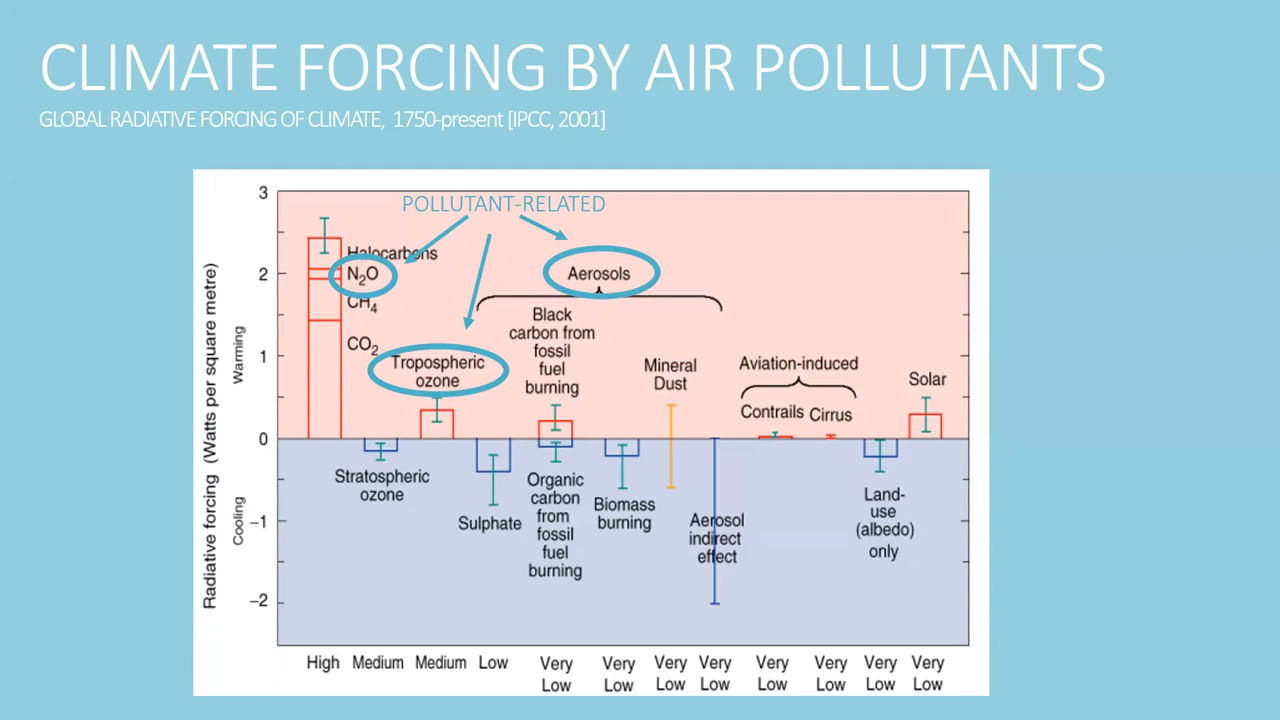 CLIMATE FORCING BY AIR POLLUTANTS
GLOBAL RADIATIVE FORCING OF CLIMATE, 1750-present [IPCC, 2001]
POLLUTANT-RELATED
Radiative forcing (Watts per square metre)
Warming
Cooling
3
2
1
0
−1
−2
Halocarbons
N₂O
CH₄
CO₂
Tropospheric
ozone
Aerosols
Black
carbon from
fossil
fuel
burning
Mineral
Dust
Aviation-induced
Contrails
Cirrus
Solar
Stratospheric
ozone
Sulphate
Organic
carbon
from
fossil
fuel
burning
Biomass
burning
Aerosol
indirect
effect
Land-
use
(albedo)
only
High
Medium
Medium
Low
Very
Low
Very
Low
Very
Low
Very
Low
Very
Low
Very
Low
Very
Low
Very
Low